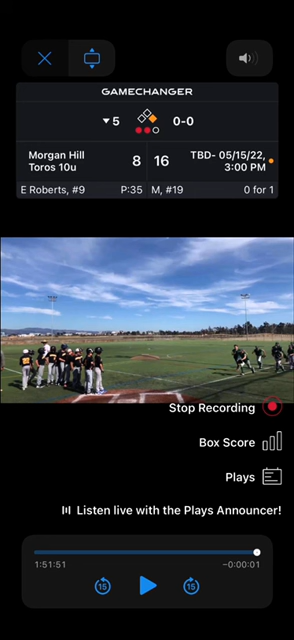 GAMECHANGER
▼5 0-0
Morgan Hill
Toros 10u
8 16
TBD- 05/15/22,
3:00 PM
E Roberts, #9 P:35 M, #19 0 for 1
Stop Recording
Box Score
Plays
Listen live with the Plays Announcer!
1:51:51 -0:00:01
15 15